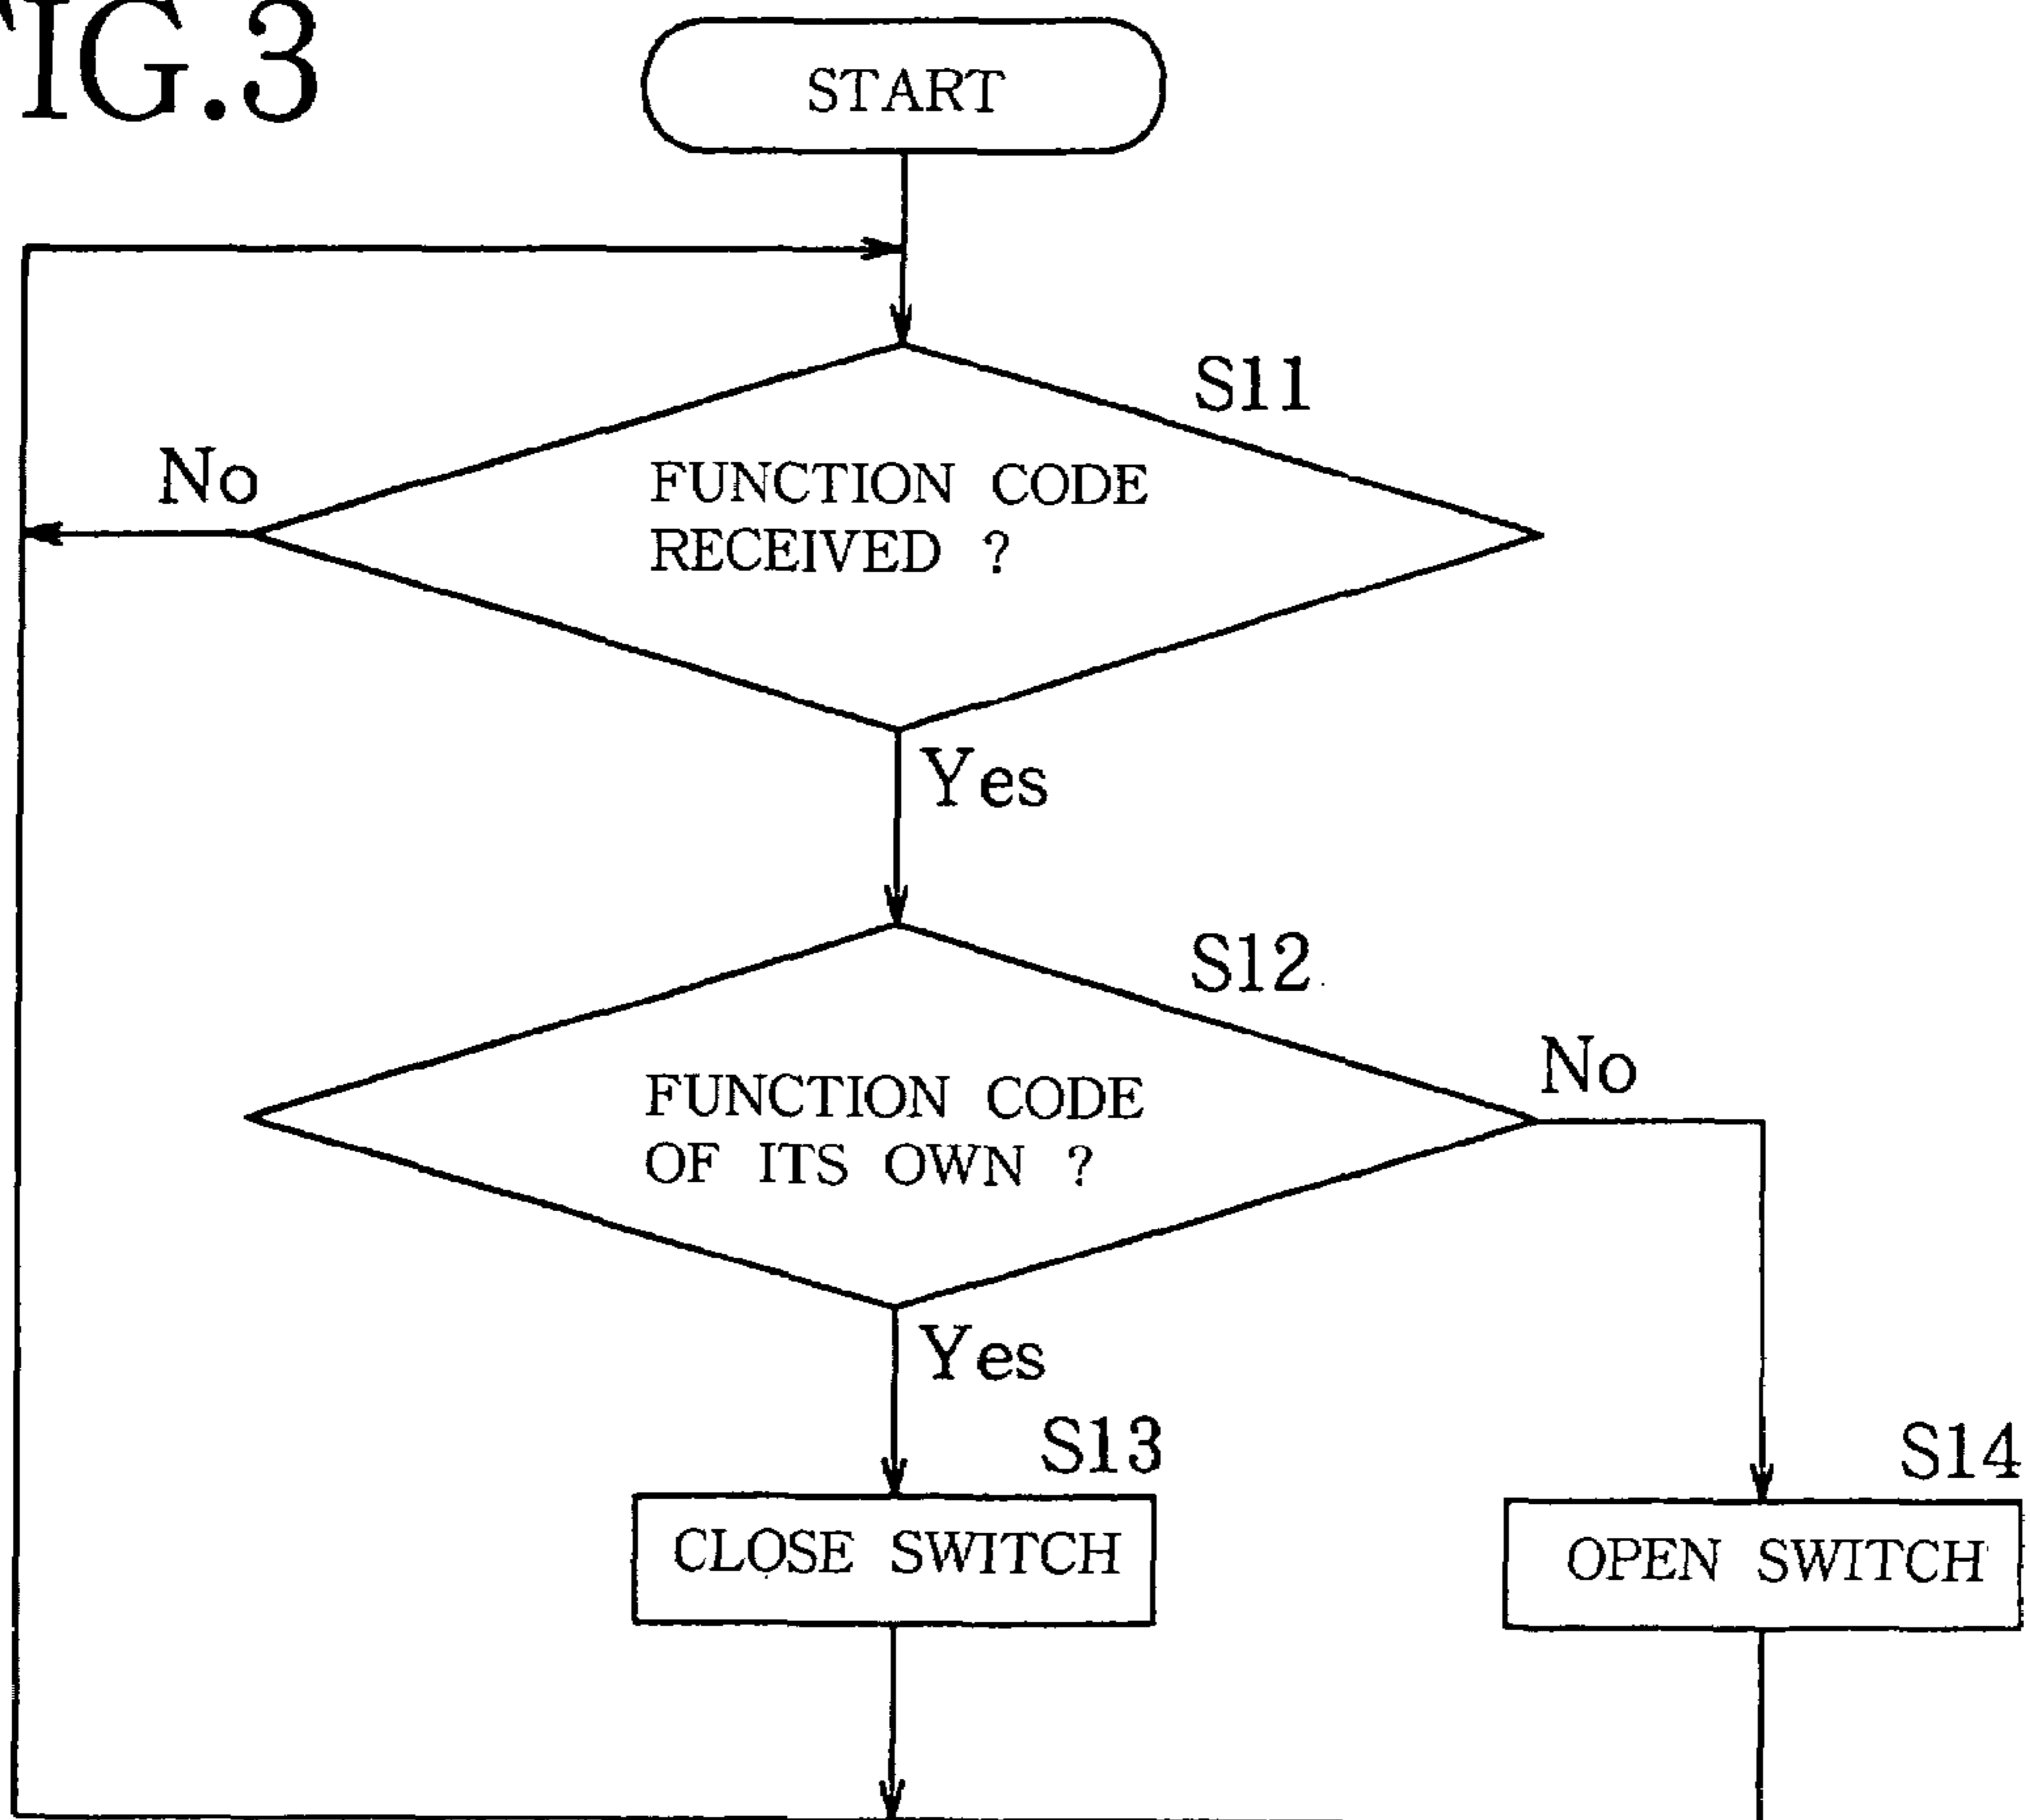 FIG.3
START
S11
No
FUNCTION CODE
RECEIVED ?
Yes
S12
No
FUNCTION CODE
OF ITS OWN ?
Yes
S13
S14
CLOSE SWITCH
OPEN SWITCH